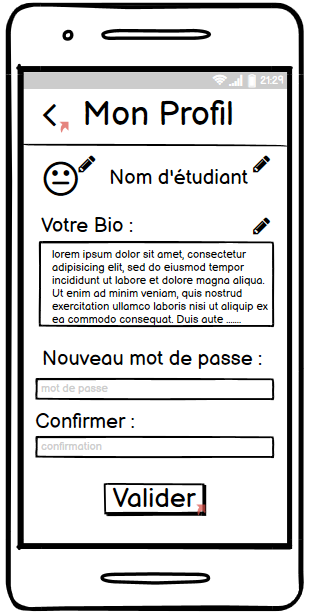 21:29
Mon Profil
Nom d'étudiant
Votre Bio :
lorem ipsum dolor sit amet, consectetur
adipisicing elit, sed do eiusmod tempor
incididunt ut labore et dolore magna aliqua.
Ut enim ad minim veniam, quis nostrud
exercitation ullamco laboris nisi ut aliquip ex
ea commodo consequat. Duis aute .......
Nouveau mot de passe :
mot de passe
Confirmer :
confirmation
Valider